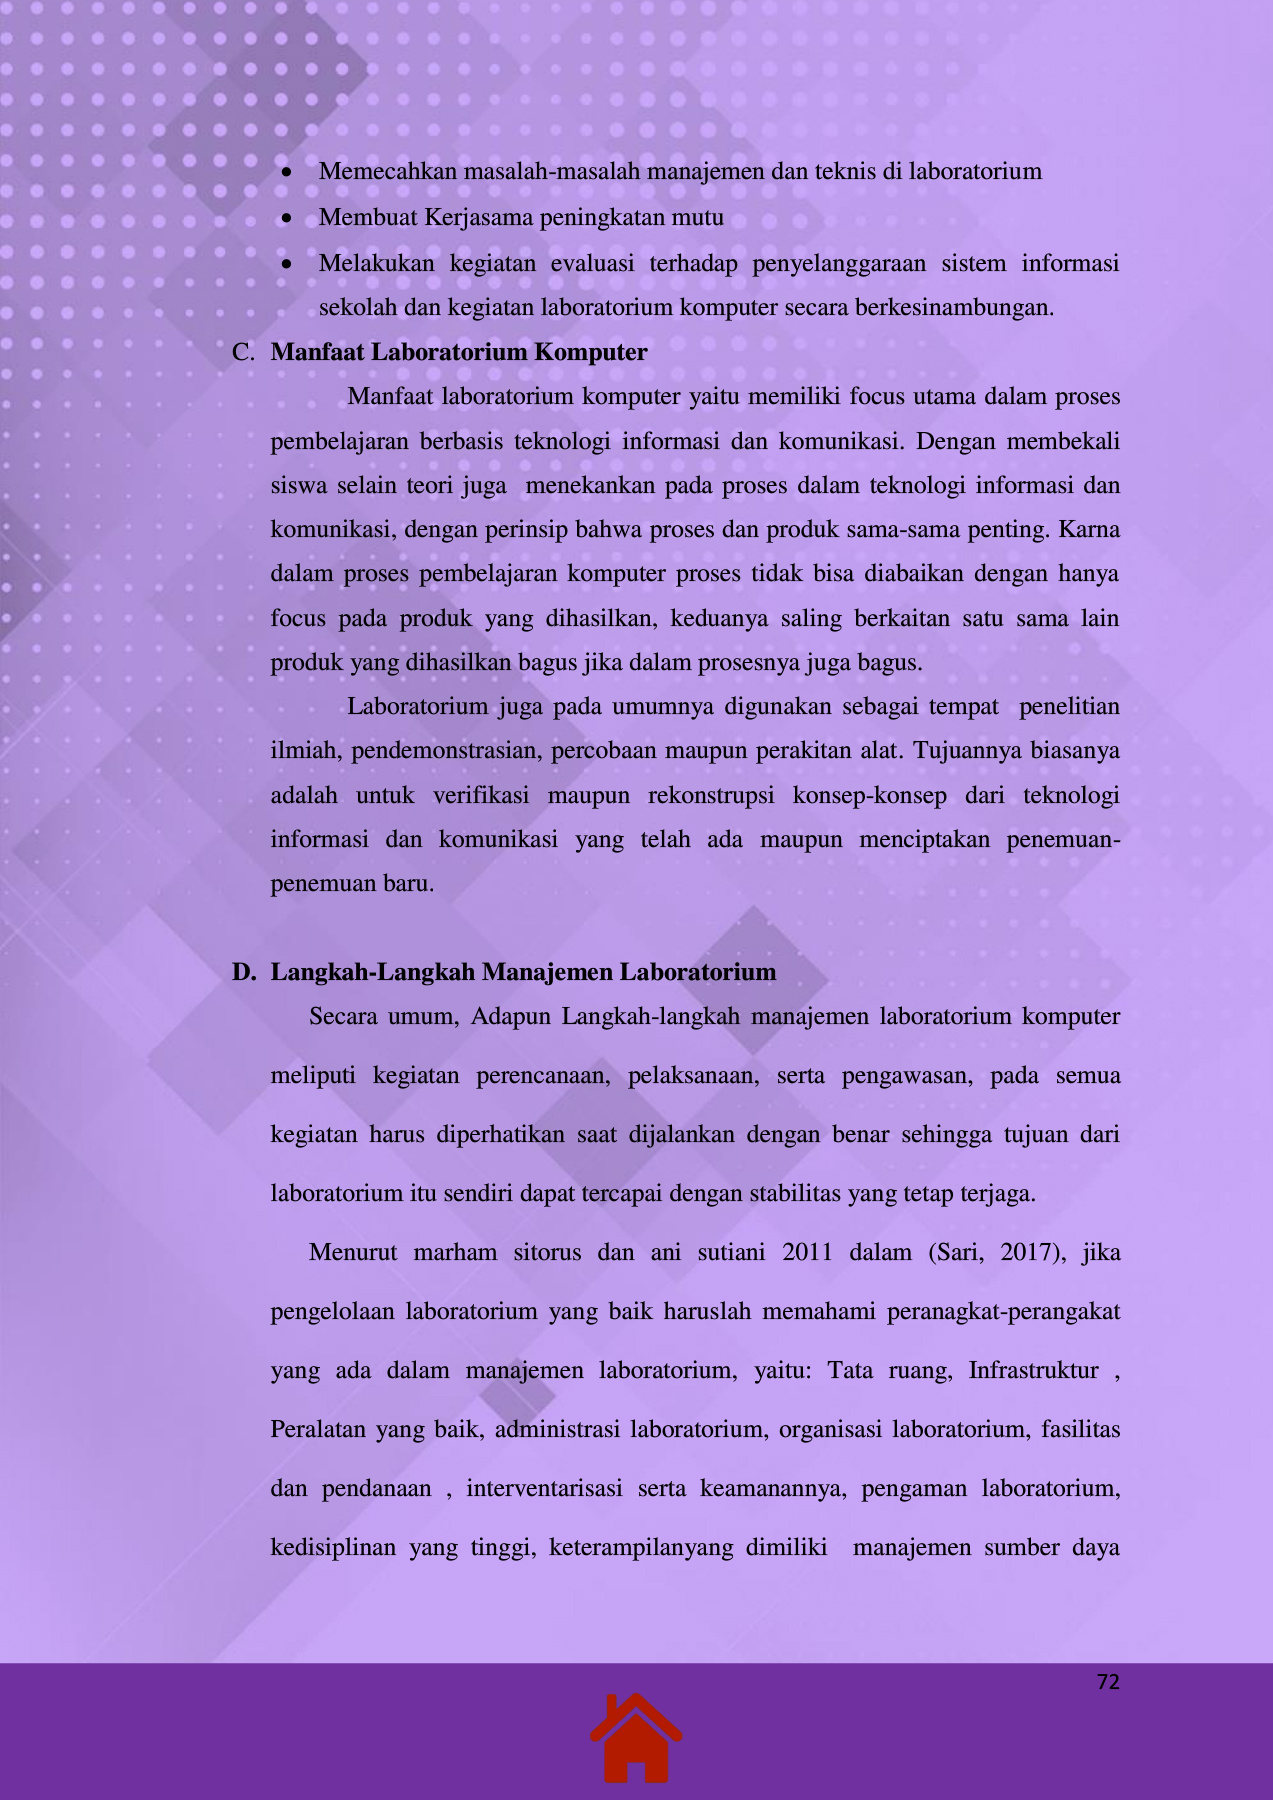 • Memecahkan masalah-masalah manajemen dan teknis di laboratorium
• Membuat Kerjasama peningkatan mutu
• Melakukan kegiatan evaluasi terhadap penyelanggaraan sistem informasi
sekolah dan kegiatan laboratorium komputer secara berkesinambungan.
C. Manfaat Laboratorium Komputer
Manfaat laboratorium komputer yaitu memiliki focus utama dalam proses
pembelajaran berbasis teknologi informasi dan komunikasi. Dengan membekali
siswa selain teori juga menekankan pada proses dalam teknologi informasi dan
komunikasi, dengan perinsip bahwa proses dan produk sama-sama penting. Karna
dalam proses pembelajaran komputer proses tidak bisa diabaikan dengan hanya
focus pada produk yang dihasilkan, keduanya saling berkaitan satu sama lain
produk yang dihasilkan bagus jika dalam prosesnya juga bagus.
Laboratorium juga pada umumnya digunakan sebagai tempat penelitian
ilmiah, pendemonstrasian, percobaan maupun perakitan alat. Tujuannya biasanya
adalah untuk verifikasi maupun rekonstrupsi konsep-konsep dari teknologi
informasi dan komunikasi yang telah ada maupun menciptakan penemuan-
penemuan baru.
D. Langkah-Langkah Manajemen Laboratorium
Secara umum, Adapun Langkah-langkah manajemen laboratorium komputer
meliputi kegiatan perencanaan, pelaksanaan, serta pengawasan, pada semua
kegiatan harus diperhatikan saat dijalankan dengan benar sehingga tujuan dari
laboratorium itu sendiri dapat tercapai dengan stabilitas yang tetap terjaga.
Menurut marham sitorus dan ani sutiani 2011 dalam (Sari, 2017), jika
pengelolaan laboratorium yang baik haruslah memahami peranagkat-perangakat
yang ada dalam manajemen laboratorium, yaitu: Tata ruang, Infrastruktur ,
Peralatan yang baik, administrasi laboratorium, organisasi laboratorium, fasilitas
dan pendanaan , interventarisasi serta keamanannya, pengaman laboratorium,
kedisiplinan yang tinggi, keterampilanyang dimiliki manajemen sumber daya
72